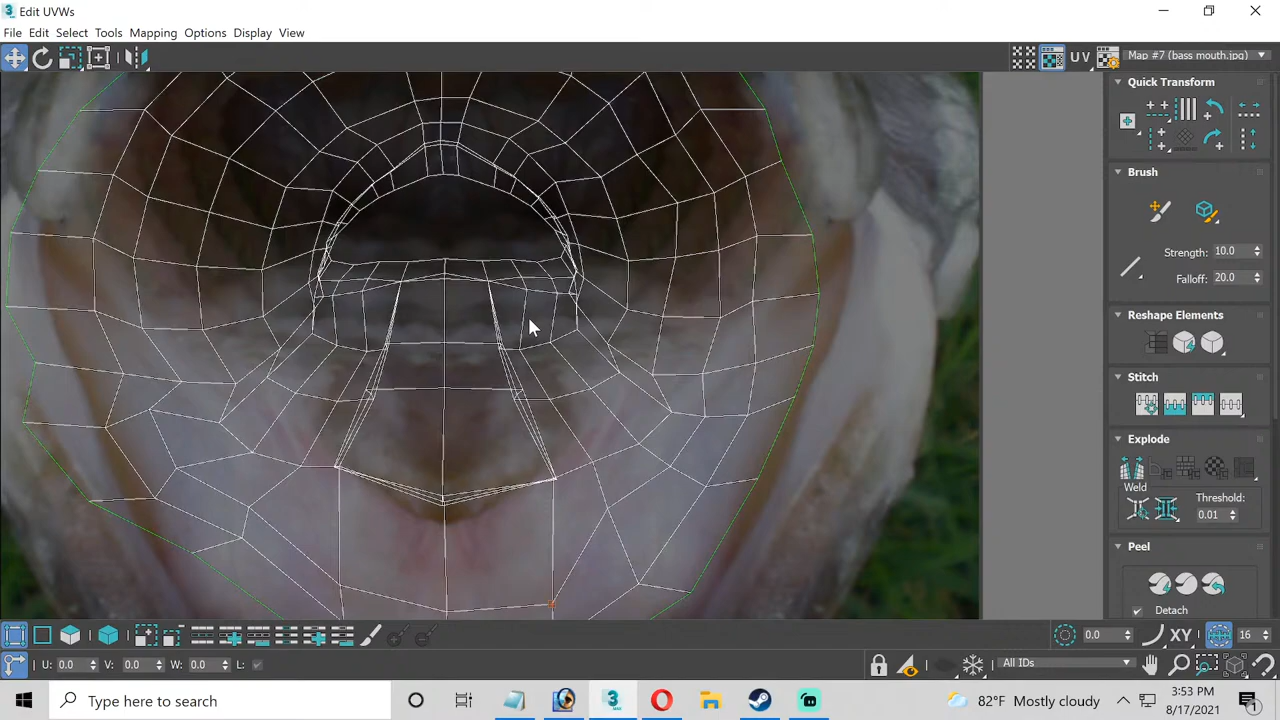 Edit UVWs
File Edit Select Tools Mapping Options Display View
UV Map #7 (bass mouth.jpg)
Quick Transform
Brush
Strength: 10.0
Falloff: 20.0
Reshape Elements
Stitch
Explode
Weld Threshold:
0.01
Peel
Detach
0.0 XY 16
U: 0.0 V: 0.0 W: 0.0 L: All IDs
Type here to search
82°F Mostly cloudy
3:53 PM
8/17/2021